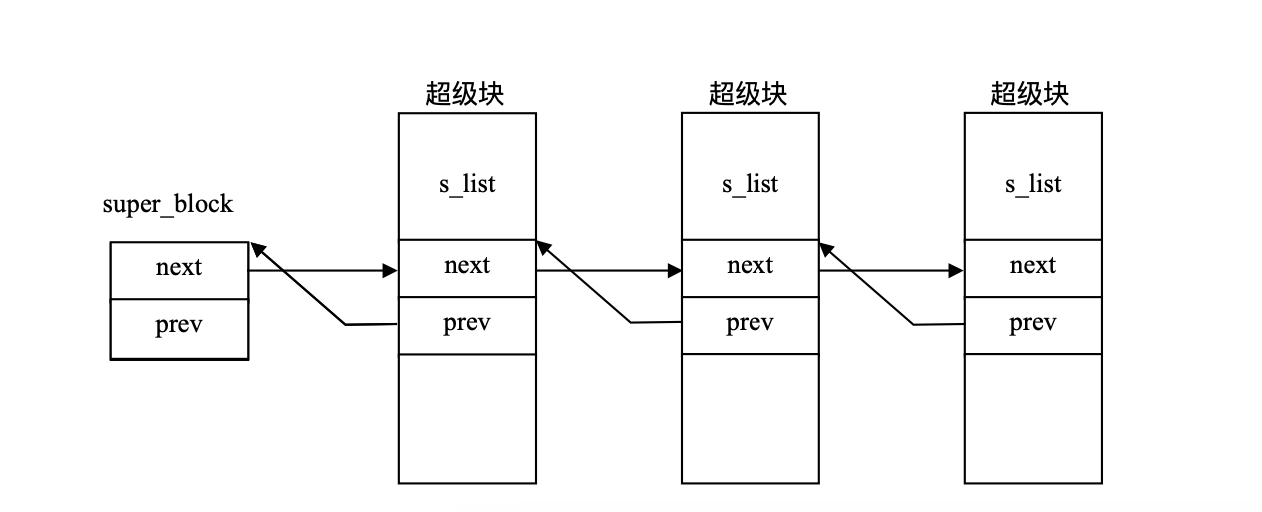 超级块
超级块
超级块
s_list
s_list
s_list
super_block
next
next
next
next
prev
prev
prev
prev